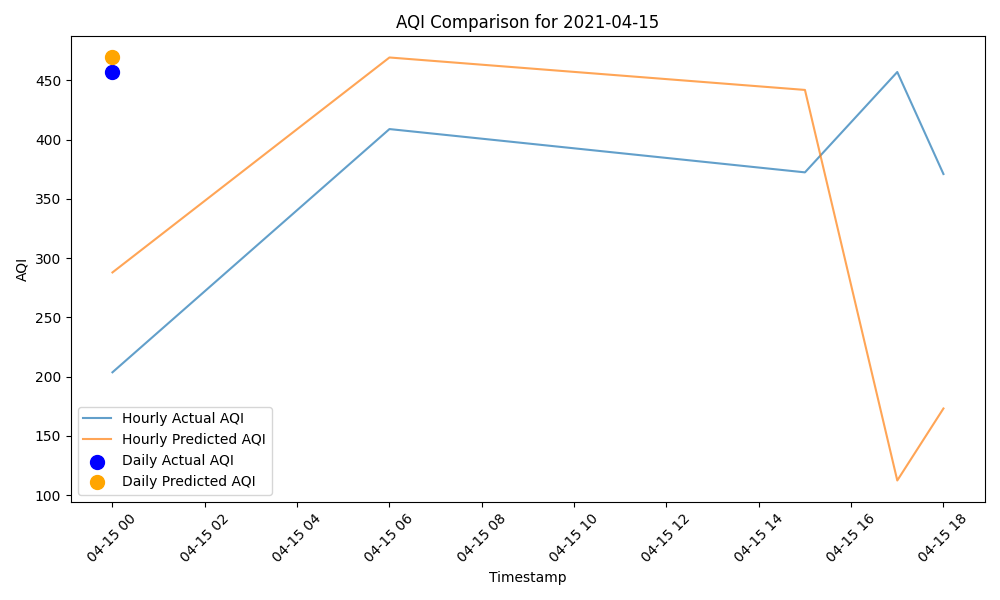 AQI Comparison for 2021-04-15
AQI
450
400
350
300
250
200
150
100
Hourly Actual AQI
Hourly Predicted AQI
Daily Actual AQI
Daily Predicted AQI
04-15 00
04-15 02
04-15 04
04-15 06
04-15 08
04-15 10
04-15 12
04-15 14
04-15 16
04-15 18
Timestamp